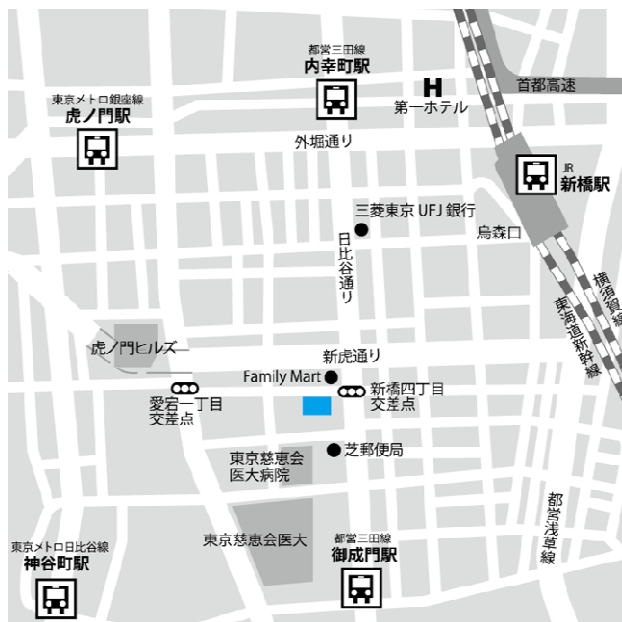 都営三田線
内幸町駅
H
第一ホテル
首都高速
東京メトロ銀座線
虎ノ門駅
外堀通り
JR
新橋駅
三菱東京UFJ銀行
烏森口
日比谷通り
横須賀線
東海道新幹線
虎ノ門ヒルズ
新虎通り
Family Mart
新橋四丁目
交差点
愛宕一丁目
交差点
芝郵便局
東京慈恵会
医大病院
都営浅草線
東京慈恵会医大
都営三田線
御成門駅
東京メトロ日比谷線
神谷町駅